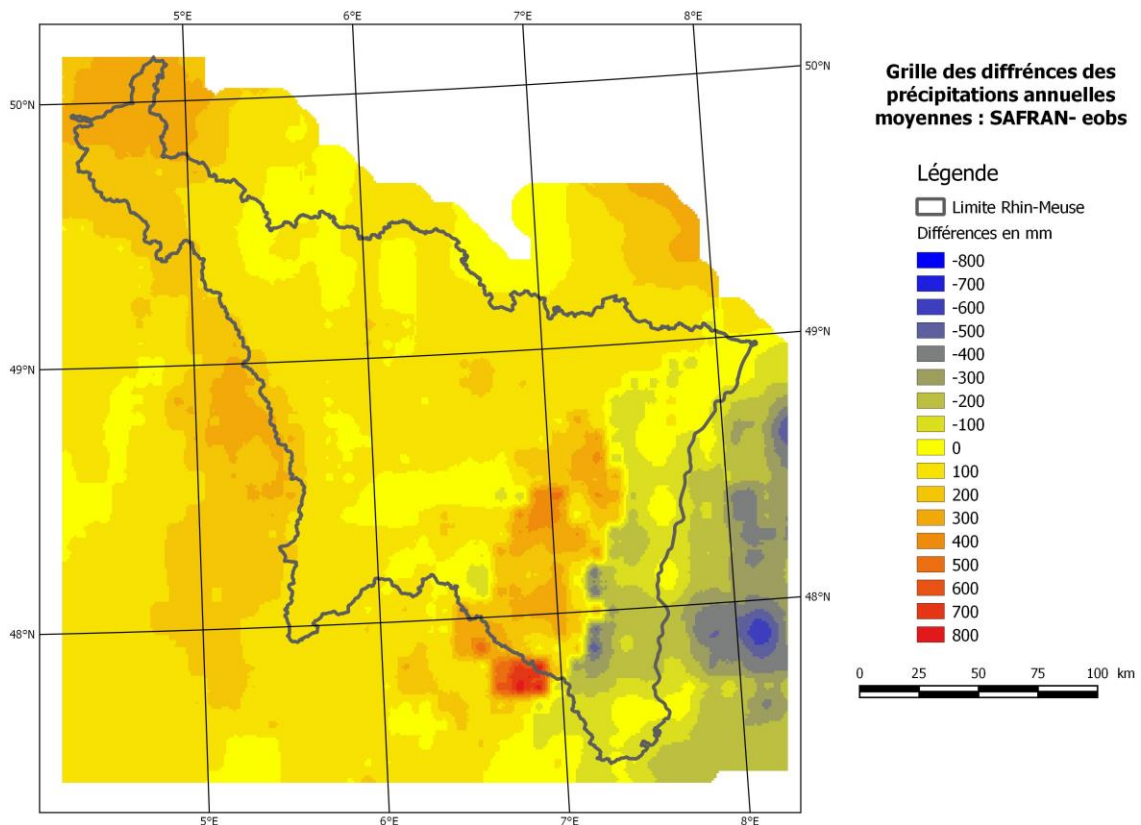 5°E 6°E 7°E 8°E
50°N
50°N
49°N
49°N
48°N
48°N
5°E 6°E 7°E 8°E
Grille des diffrénces des
précipitations annuelles
moyennes : SAFRAN- eobs
Légende
Limite Rhin-Meuse
Différences en mm
-800
-700
-600
-500
-400
-300
-200
-100
0
100
200
300
400
500
600
700
800
0 25 50 75 100 km